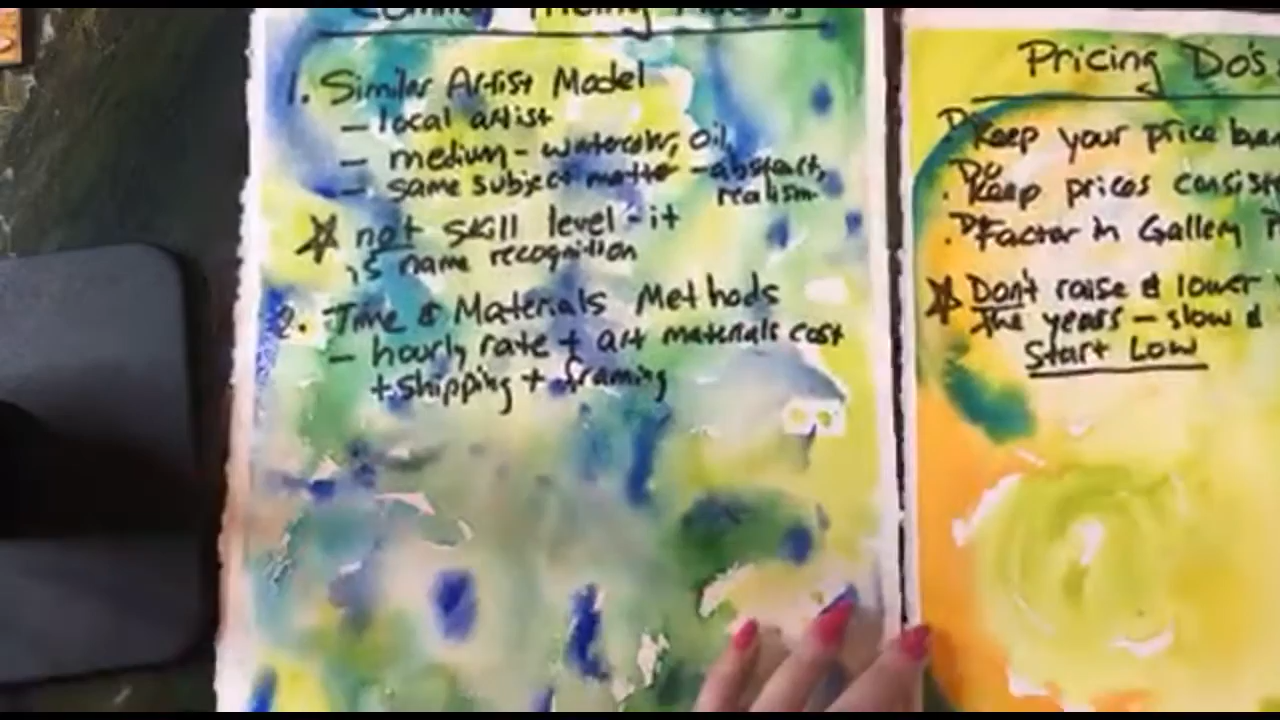 Pricing Models
1. Similar Artist Model
— local artist
— medium - watercolor, oil,
— same subject matter - abstract,
realism
☆ not skill level - it
is name recognition
2. Time & Materials Methods
— hourly rate + art materials cost
+ shipping + framing
Pricing Do's
Do Keep your price
. Do Keep prices
. Do Factor in Gallery
☆ Don't raise & lower
the years — slow &
Start Low